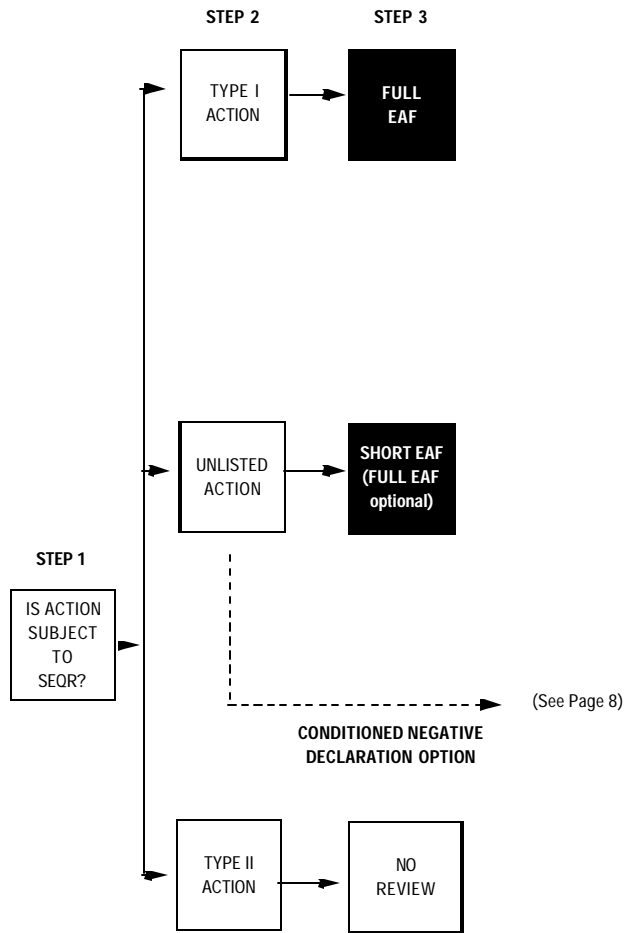 STEP 2
STEP 3
TYPE I
ACTION
FULL
EAF
UNLISTED
ACTION
SHORT EAF
(FULL EAF
optional)
STEP 1
IS ACTION
SUBJECT
TO
SEQR?
(See Page 8)
CONDITIONED NEGATIVE
DECLARATION OPTION
TYPE II
ACTION
NO
REVIEW